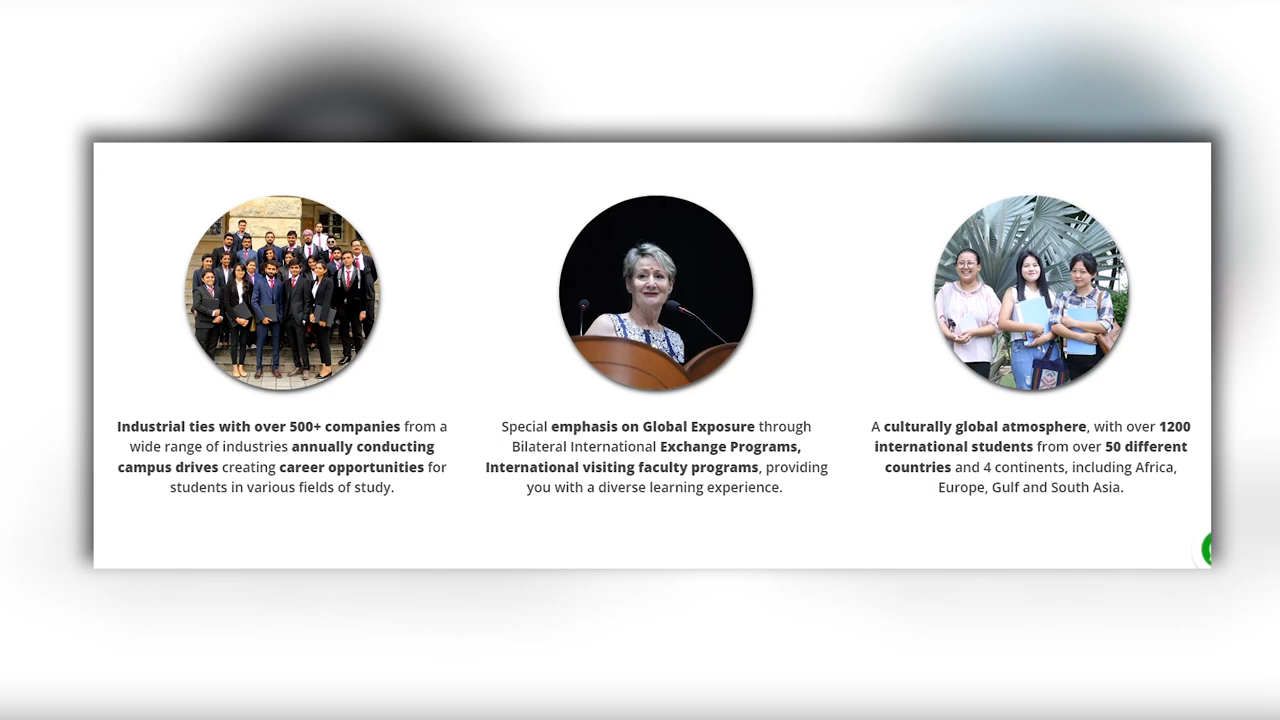 Industrial ties with over 500+ companies from a
wide range of industries annually conducting
campus drives creating career opportunities for
students in various fields of study.
Special emphasis on Global Exposure through
Bilateral International Exchange Programs,
International visiting faculty programs, providing
you with a diverse learning experience.
A culturally global atmosphere, with over 1200
international students from over 50 different
countries and 4 continents, including Africa,
Europe, Gulf and South Asia.